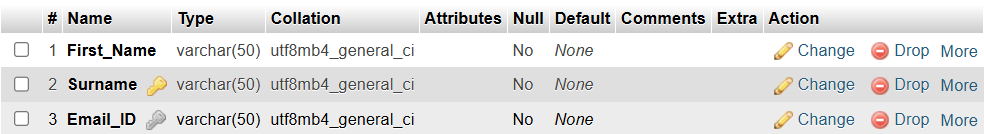 # Name Type Collation Attributes Null Default Comments Extra Action
1 First_Name varchar(50) utf8mb4_general_ci No None Change Drop More
2 Surname varchar(50) utf8mb4_general_ci No None Change Drop More
3 Email_ID varchar(50) utf8mb4_general_ci No None Change Drop More